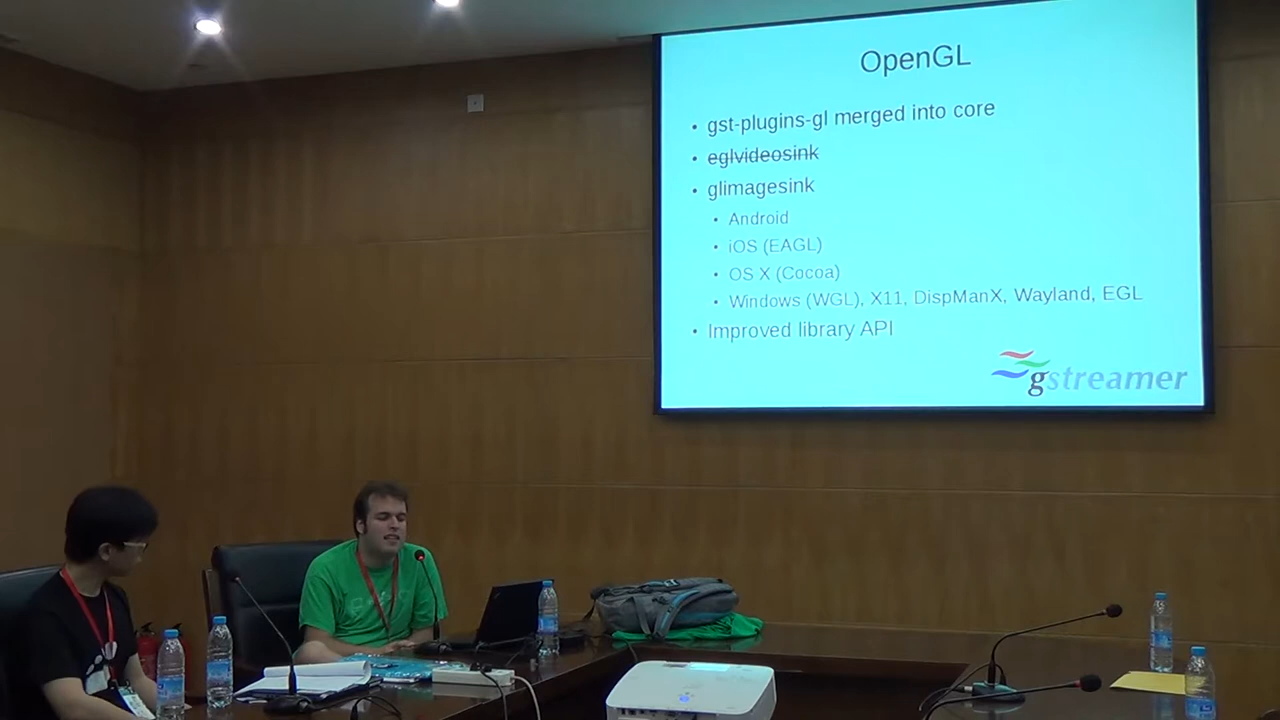 OpenGL
• gst-plugins-gl merged into core
• eglvideosink
• glimagesink
• Android
• iOS (EAGL)
• OS X (Cocoa)
• Windows (WGL), X11, DispManX, Wayland, EGL
• Improved library API
gstreamer